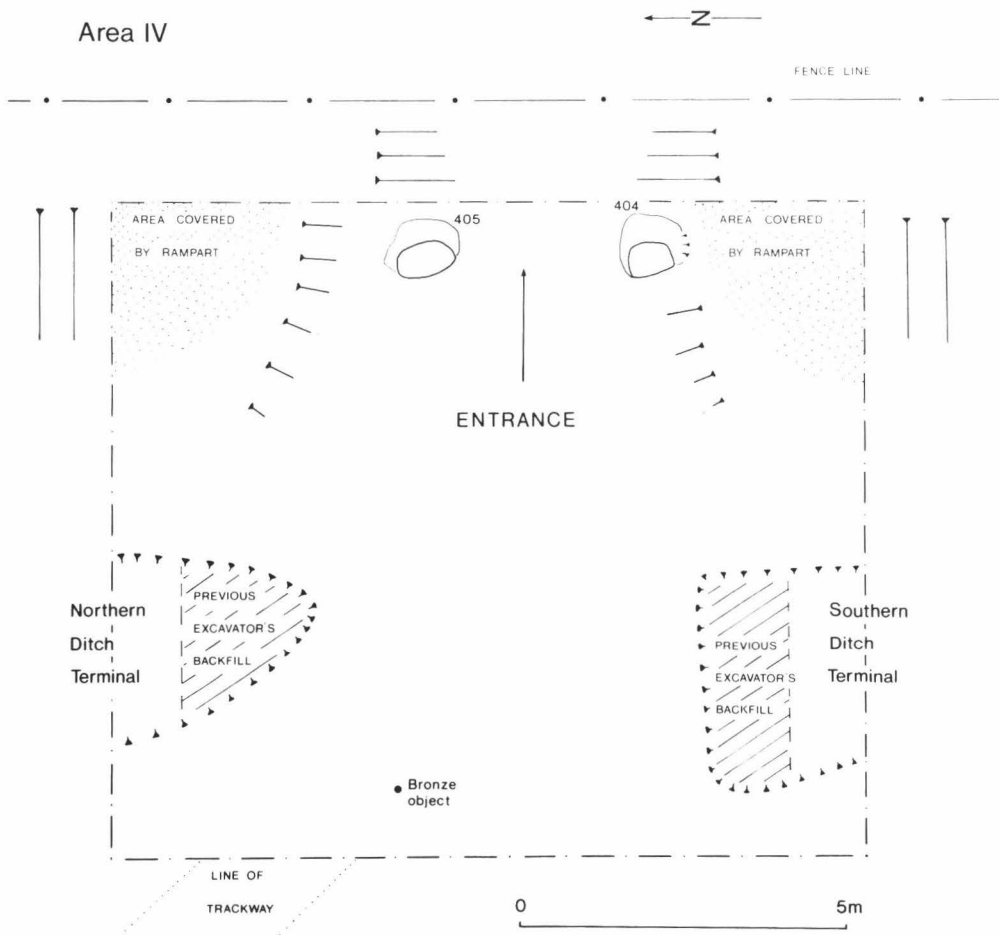 Area IV
N
FENCE LINE
405
404
AREA COVERED
BY RAMPART
AREA COVERED
BY RAMPART
ENTRANCE
Northern
Ditch
Terminal
PREVIOUS
EXCAVATOR'S
BACKFILL
PREVIOUS
EXCAVATOR'S
BACKFILL
Southern
Ditch
Terminal
Bronze
object
LINE OF
TRACKWAY
0 5m